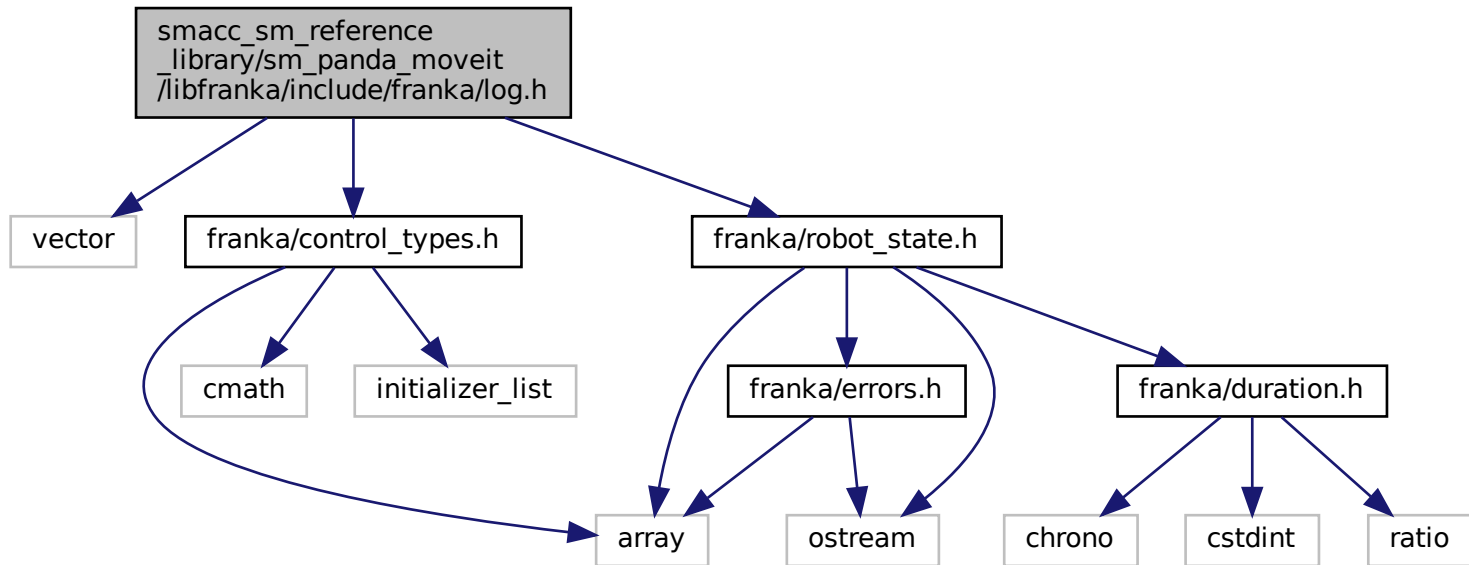 smacc_sm_reference
_library/sm_panda_moveit
/libfranka/include/franka/log.h
vector
franka/control_types.h
franka/robot_state.h
cmath
initializer_list
franka/errors.h
franka/duration.h
array
ostream
chrono
cstdint
ratio